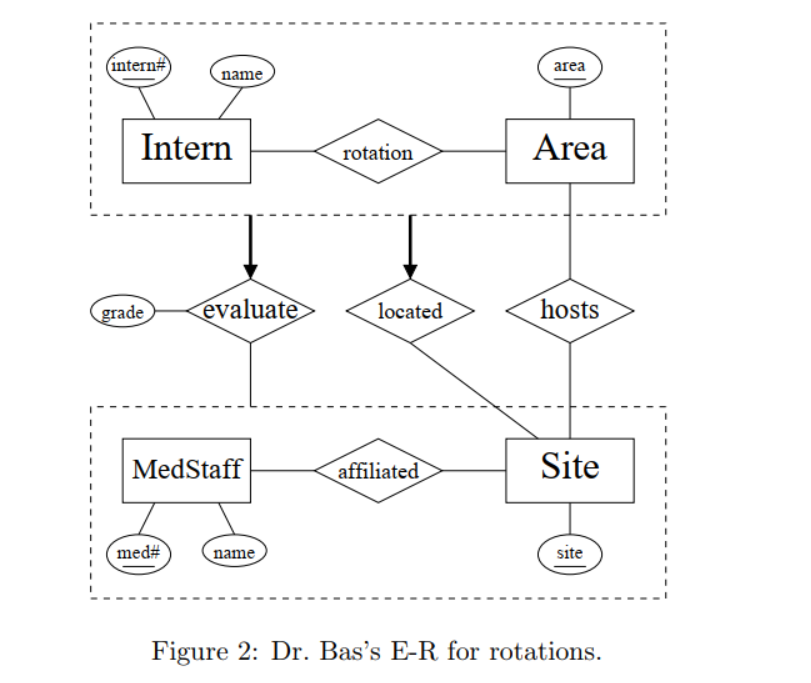 intern#
name
area
Intern
rotation
Area
grade
evaluate
located
hosts
MedStaff
affiliated
Site
med#
name
site
Figure 2: Dr. Bas's E-R for rotations.